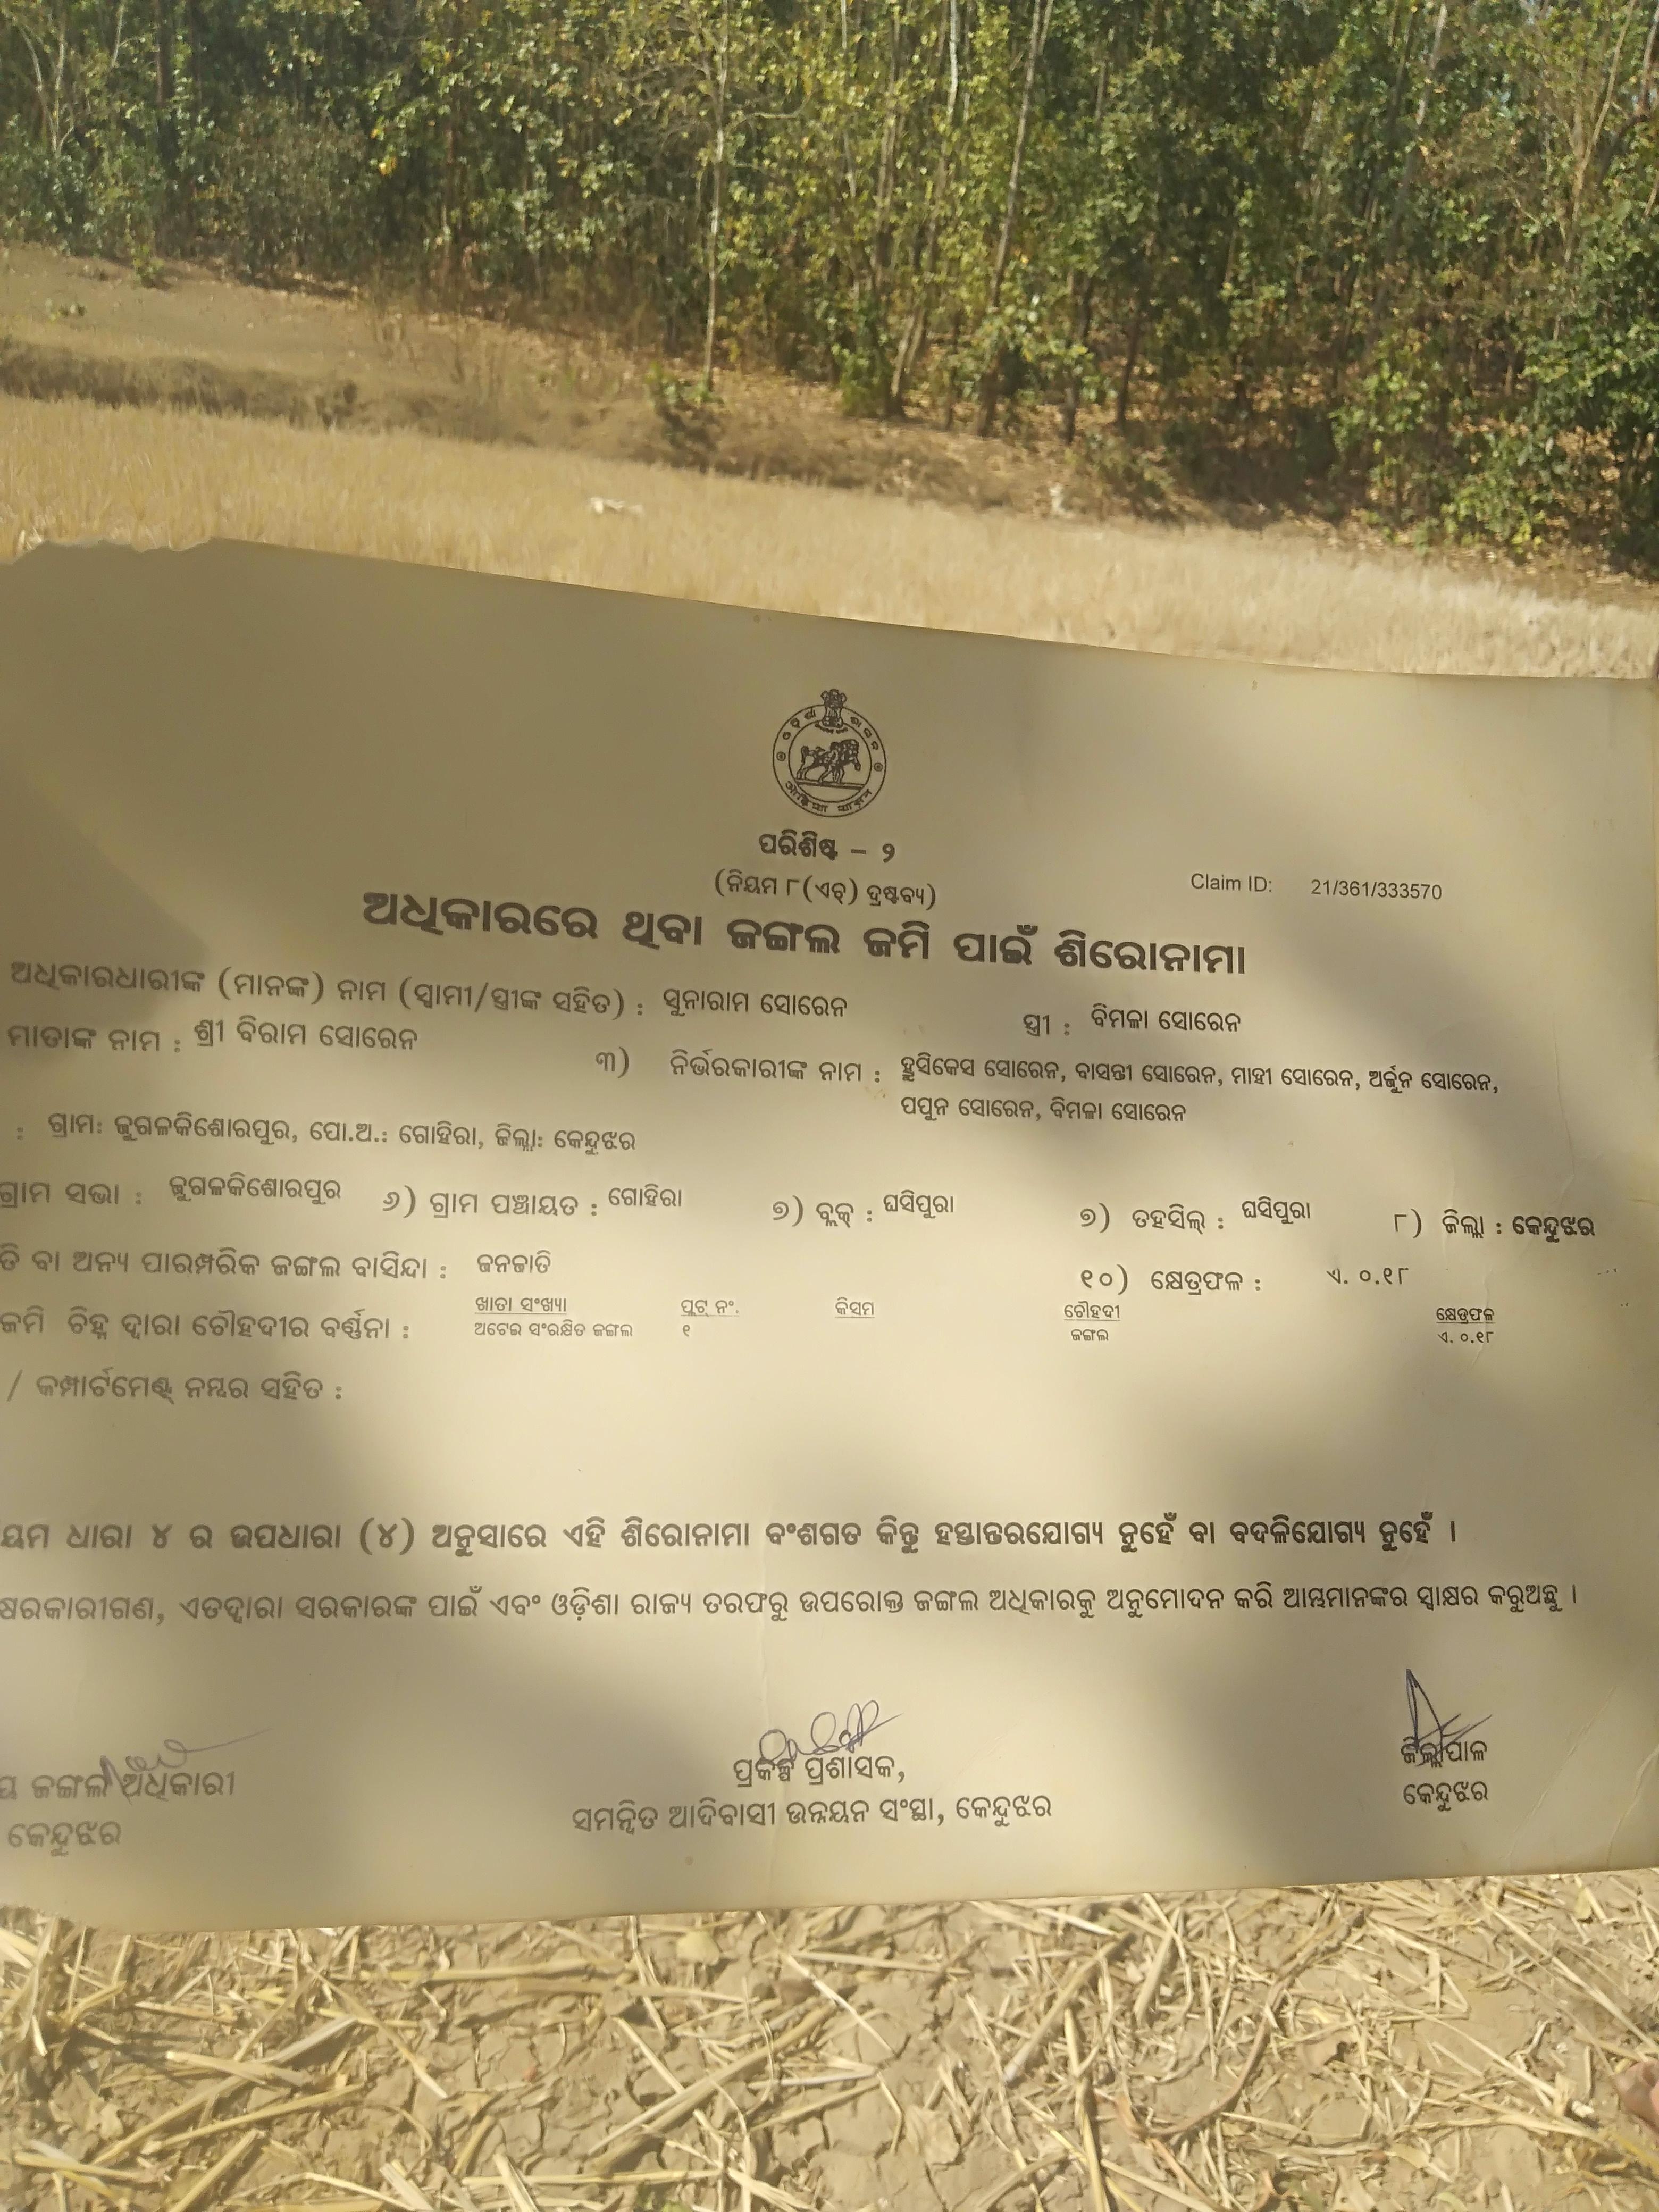 ଓଡ଼ିଶା ଶାସନ
ପରିଶିଷ୍ଟ – ୨
(ନିୟମ ୮(ଏଚ୍) ଦ୍ରଷ୍ଟବ୍ୟ)
Claim ID: 21/361/333570
ଅଧିକାରରେ ଥିବା ଜଙ୍ଗଲ ଜମି ପାଇଁ ଶିରୋନାମା
ଅଧିକାରଧାରୀଙ୍କ (ମାନଙ୍କ) ନାମ (ସ୍ୱାମୀ/ସ୍ତ୍ରୀଙ୍କ ସହିତ) : ସୁନାରାମ ସୋରେନ ସ୍ତ୍ରୀ : ବିମଳା ସୋରେନ
ମାତାଙ୍କ ନାମ : ଶ୍ରୀ ବିରାମ ସୋରେନ ୩) ନିର୍ଭରକାରୀଙ୍କ ନାମ : ହୃସିକେସ ସୋରେନ, ବାସନ୍ତୀ ସୋରେନ, ମାହୀ ସୋରେନ, ଅର୍ଜୁନ ସୋରେନ,
ପପୁନ ସୋରେନ, ବିମଳା ସୋରେନ
: ଗ୍ରାମ: ଜୁଗଳକିଶୋରପୁର, ପୋ.ଅ.: ଗୋହିରା, ଜିଲ୍ଲା: କେନ୍ଦୁଝର
ଗ୍ରାମ ସଭା : ଜୁଗଳକିଶୋରପୁର ୬) ଗ୍ରାମ ପଞ୍ଚାୟତ : ଗୋହିରା ୭) ବ୍ଲକ୍ : ଘସିପୁରା ୭) ତହସିଲ୍ : ଘସିପୁରା ୮) ଜିଲ୍ଲା : କେନ୍ଦୁଝର
ତି ବା ଅନ୍ୟ ପାରମ୍ପରିକ ଜଙ୍ଗଲ ବାସିନ୍ଦା : ଜନଜାତି ୧୦) କ୍ଷେତ୍ରଫଳ : ଏ. ୦.୧୮
ଜମି ଚିହ୍ନ ଦ୍ୱାରା ଚୌହଦୀର ବର୍ଣ୍ଣନା : ଖାତା ସଂଖ୍ୟା ପ୍ଲଟ୍ ନଂ. କିସମ ଚୌହଦୀ କ୍ଷେତ୍ରଫଳ
ଅଟେଇ ସଂରକ୍ଷିତ ଜଙ୍ଗଲ ୧ ଜଙ୍ଗଲ ଏ. ୦.୧୮
/ କମ୍ପାର୍ଟମେଣ୍ଟ୍ ନମ୍ବର ସହିତ :
ୟମ ଧାରା ୪ ର ଉପଧାରା (୪) ଅନୁସାରେ ଏହି ଶିରୋନାମା ବଂଶଗତ କିନ୍ତୁ ହସ୍ତାନ୍ତରଯୋଗ୍ୟ ନୁହେଁ ବା ବଦଳିଯୋଗ୍ୟ ନୁହେଁ ।
ଷରକାରୀଗଣ, ଏତଦ୍ୱାରା ସରକାରଙ୍କ ପାଇଁ ଏବଂ ଓଡ଼ିଶା ରାଜ୍ୟ ତରଫରୁ ଉପରୋକ୍ତ ଜଙ୍ଗଲ ଅଧିକାରକୁ ଅନୁମୋଦନ କରି ଆମ୍ଭମାନଙ୍କର ସ୍ୱାକ୍ଷର କରୁଅଛୁ ।
ୟ ଜଙ୍ଗଲ ଅଧିକାରୀ
କେନ୍ଦୁଝର
ପ୍ରକଳ୍ପ ପ୍ରଶାସକ,
ସମନ୍ୱିତ ଆଦିବାସୀ ଉନ୍ନୟନ ସଂସ୍ଥା, କେନ୍ଦୁଝର
ଜିଲ୍ଲାପାଳ
କେନ୍ଦୁଝର